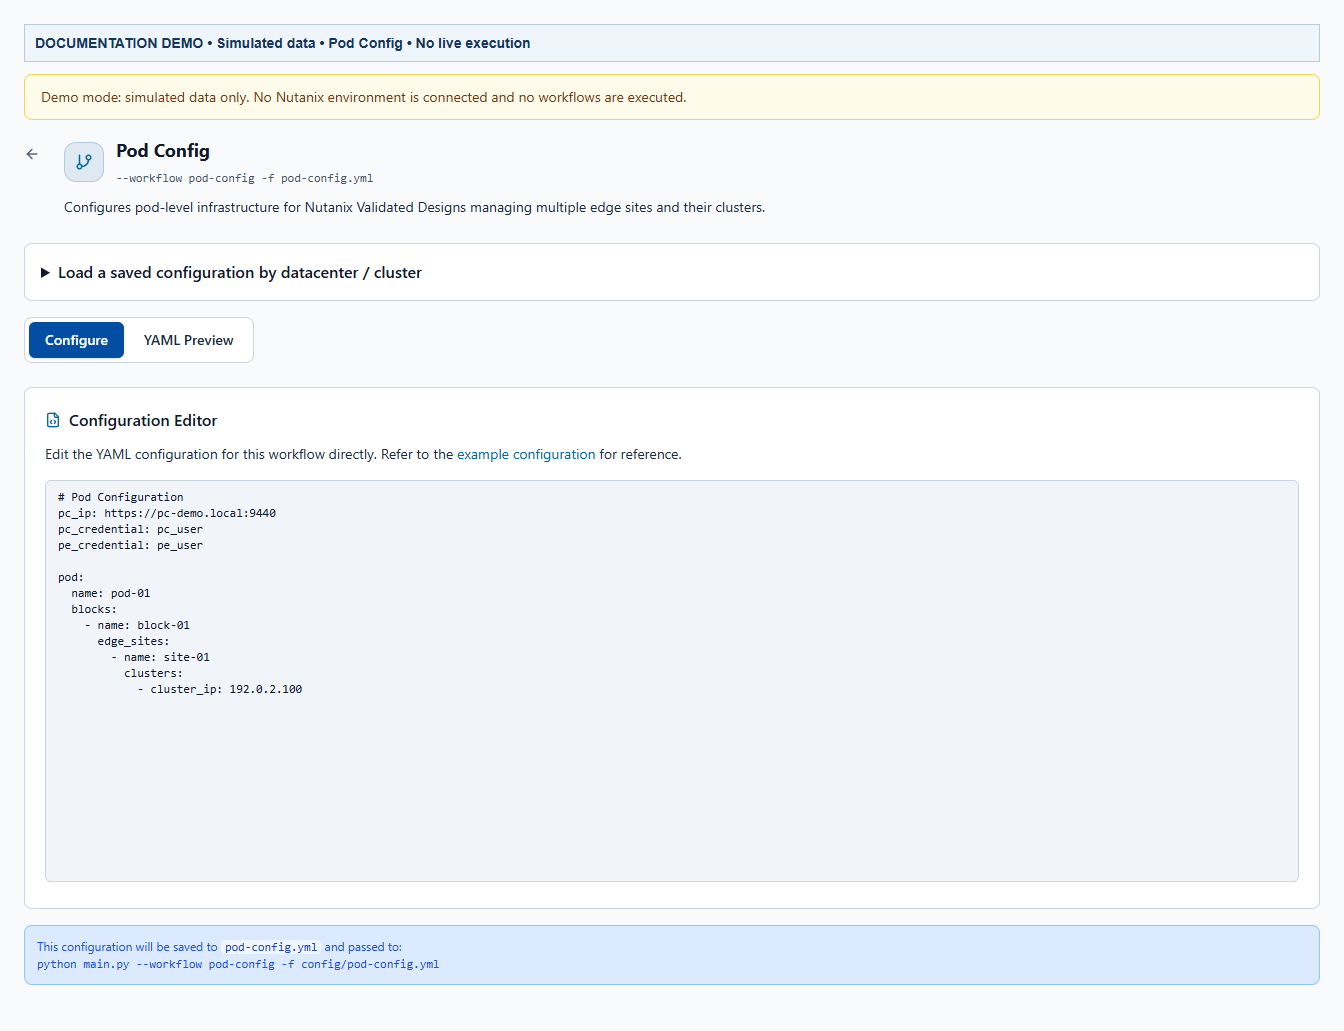 DOCUMENTATION DEMO • Simulated data • Pod Config • No live execution
Demo mode: simulated data only. No Nutanix environment is connected and no workflows are executed.
Pod Config
--workflow pod-config -f pod-config.yml
Configures pod-level infrastructure for Nutanix Validated Designs managing multiple edge sites and their clusters.
Load a saved configuration by datacenter / cluster
Configure YAML Preview
Configuration Editor
Edit the YAML configuration for this workflow directly. Refer to the example configuration for reference.
# Pod Configuration
pc_ip: https://pc-demo.local:9440
pc_credential: pc_user
pe_credential: pe_user

pod:
  name: pod-01
  blocks:
    - name: block-01
      edge_sites:
        - name: site-01
          clusters:
            - cluster_ip: 192.0.2.100
This configuration will be saved to pod-config.yml and passed to:
python main.py --workflow pod-config -f config/pod-config.yml